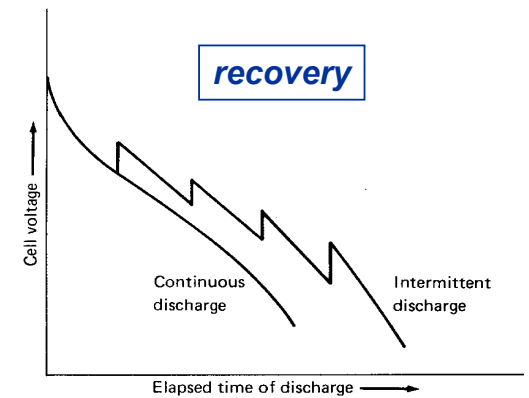 recovery
Cell voltage
Continuous
discharge
Intermittent
discharge
Elapsed time of discharge